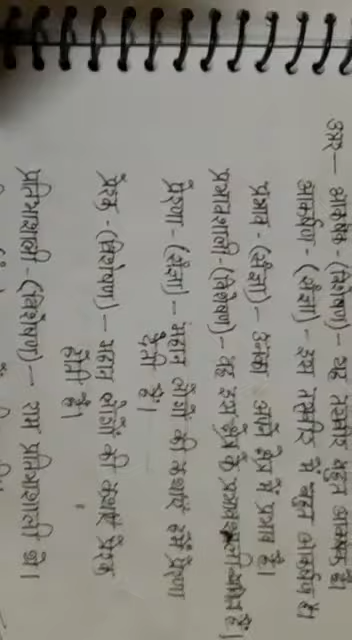 उत्तर — आकर्षक - (विशेषण) - यह तस्वीर बहुत आकर्षक है।
आकर्षण - (संज्ञा) - इस तस्वीर में बहुत आकर्षण है।
प्रभाव - (संज्ञा) - उनका अपने क्षेत्र में प्रभाव है।
प्रभावशाली - (विशेषण) - वह इस क्षेत्र के प्रभावशाली व्यक्ति हैं।
प्रेरणा - (संज्ञा) - महान लोगों की कथाएँ हमें प्रेरणा
देती हैं।
प्रेरक - (विशेषण) — महान लोगों की कथाएँ प्रेरक
होती हैं।
प्रतिभाशाली - (विशेषण) — राम प्रतिभाशाली थे।